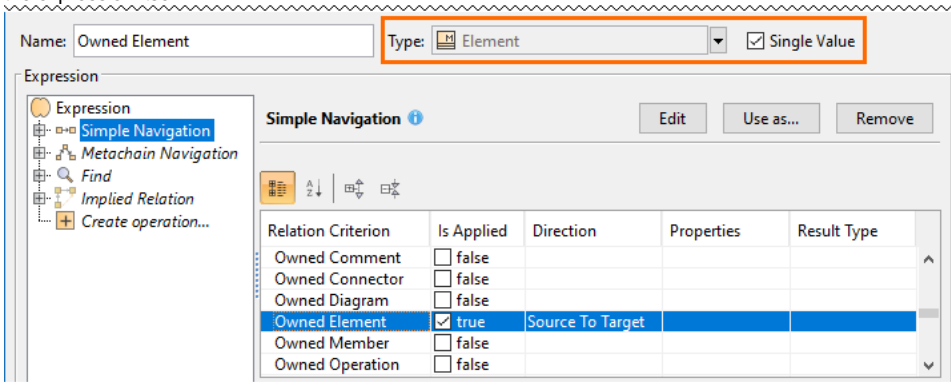 Name: Owned Element Type: Element Single Value
Expression
Expression
Simple Navigation
Metachain Navigation
Find
Implied Relation
Create operation...
Simple Navigation Edit Use as... Remove
Relation Criterion Is Applied Direction Properties Result Type
Owned Comment false
Owned Connector false
Owned Diagram false
Owned Element true Source To Target
Owned Member false
Owned Operation false